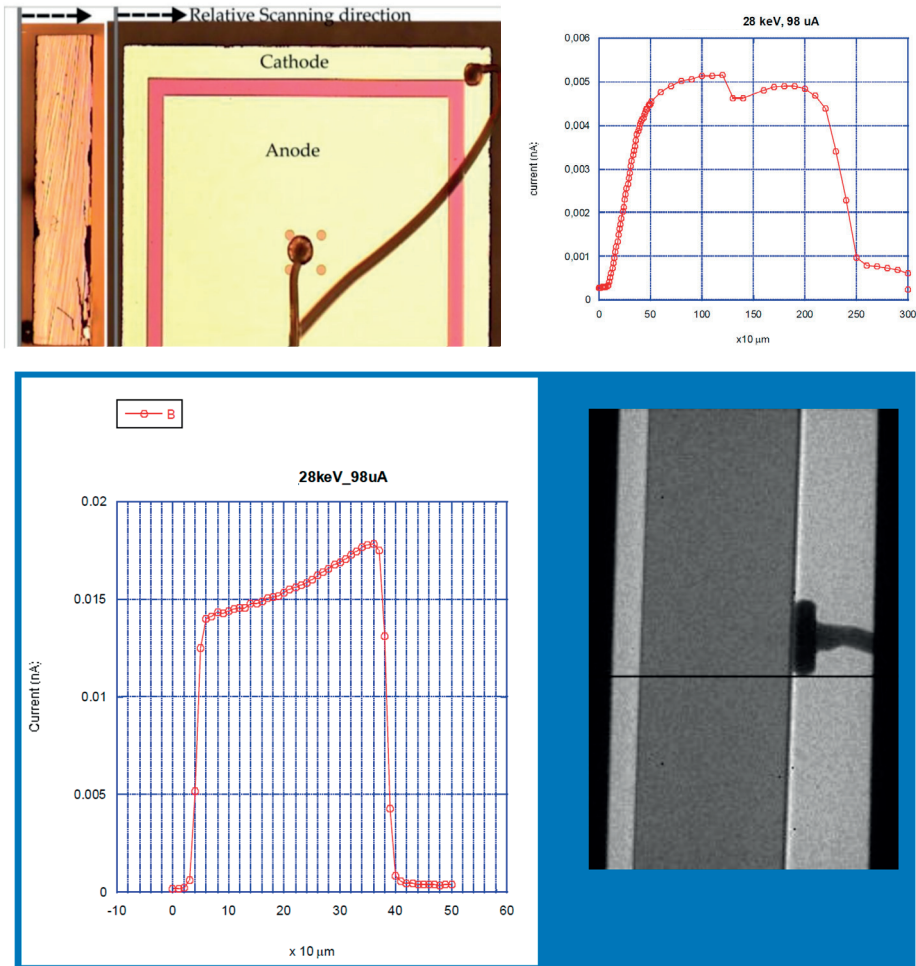 Relative Scanning direction
Cathode
Anode
28 keV, 98 uA
0,006
0,005
0,004
0,003
0,002
0,001
0
current (nA)
0 50 100 150 200 250 300
x10 µm
B
28keV_98uA
0.02
0.015
0.01
0.005
0
Current (nA)
-10 0 10 20 30 40 50 60
x 10 µm